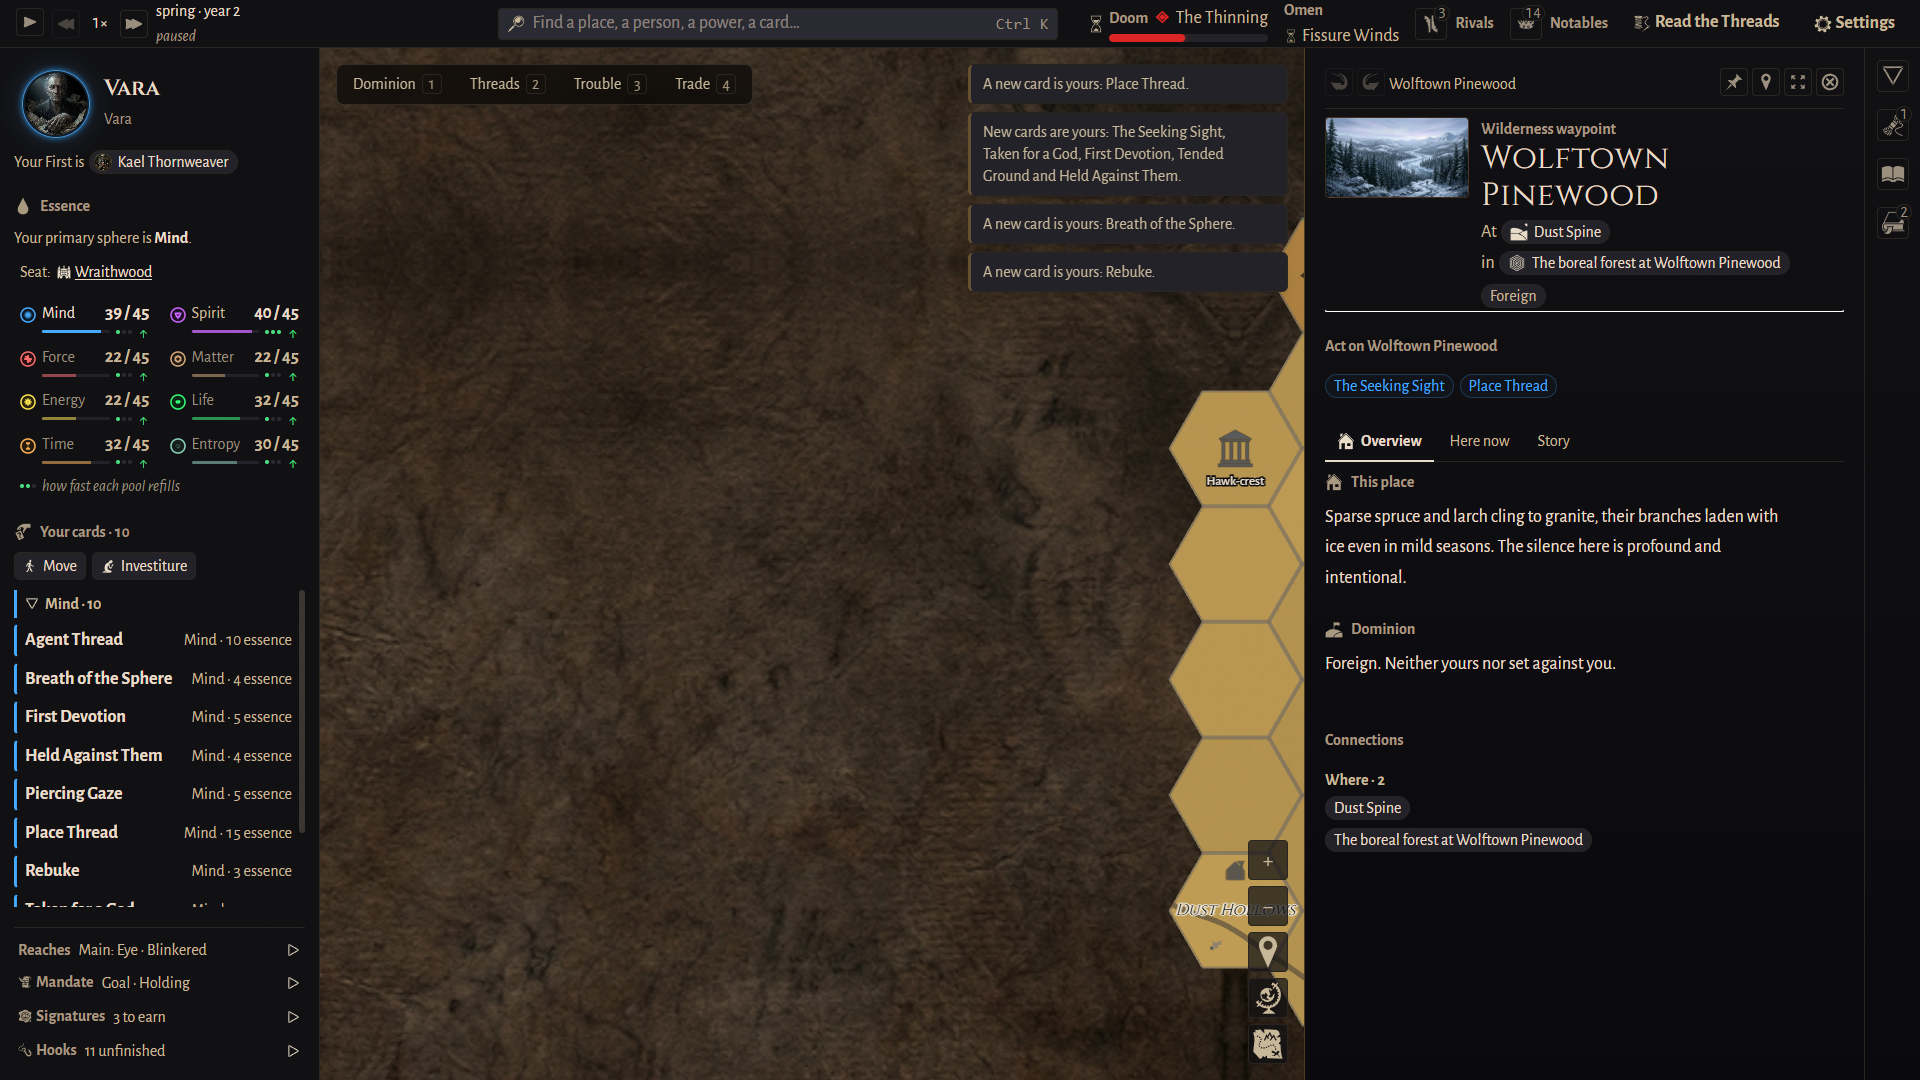 1×
spring · year 2
paused
Find a place, a person, a power, a card...
Ctrl K
Doom
The Thinning
Omen
Fissure Winds
3
Rivals
14
Notables
Read the Threads
Settings
VARA
Vara
Your First is Kael Thornweaver
Essence
Your primary sphere is Mind.
Seat: Wraithwood
Mind 39 / 45
Spirit 40 / 45
Force 22 / 45
Matter 22 / 45
Energy 22 / 45
Life 32 / 45
Time 32 / 45
Entropy 30 / 45
how fast each pool refills
Your cards · 10
Move
Investiture
Mind · 10
Agent Thread Mind · 10 essence
Breath of the Sphere Mind · 4 essence
First Devotion Mind · 5 essence
Held Against Them Mind · 4 essence
Piercing Gaze Mind · 5 essence
Place Thread Mind · 15 essence
Rebuke Mind · 3 essence
Reaches Main: Eye · Blinkered
Mandate Goal · Holding
Signatures 3 to earn
Hooks 11 unfinished
Dominion 1
Threads 2
Trouble 3
Trade 4
A new card is yours: Place Thread.
New cards are yours: The Seeking Sight,
Taken for a God, First Devotion, Tended
Ground and Held Against Them.
A new card is yours: Breath of the Sphere.
A new card is yours: Rebuke.
Hawk-crest
DUST HOLLOWS
+
−
Wolftown Pinewood
Wilderness waypoint
WOLFTOWN
PINEWOOD
At Dust Spine
in The boreal forest at Wolftown Pinewood
Foreign
Act on Wolftown Pinewood
The Seeking Sight
Place Thread
Overview
Here now
Story
This place
Sparse spruce and larch cling to granite, their branches laden with
ice even in mild seasons. The silence here is profound and
intentional.
Dominion
Foreign. Neither yours nor set against you.
Connections
Where · 2
Dust Spine
The boreal forest at Wolftown Pinewood
1
2